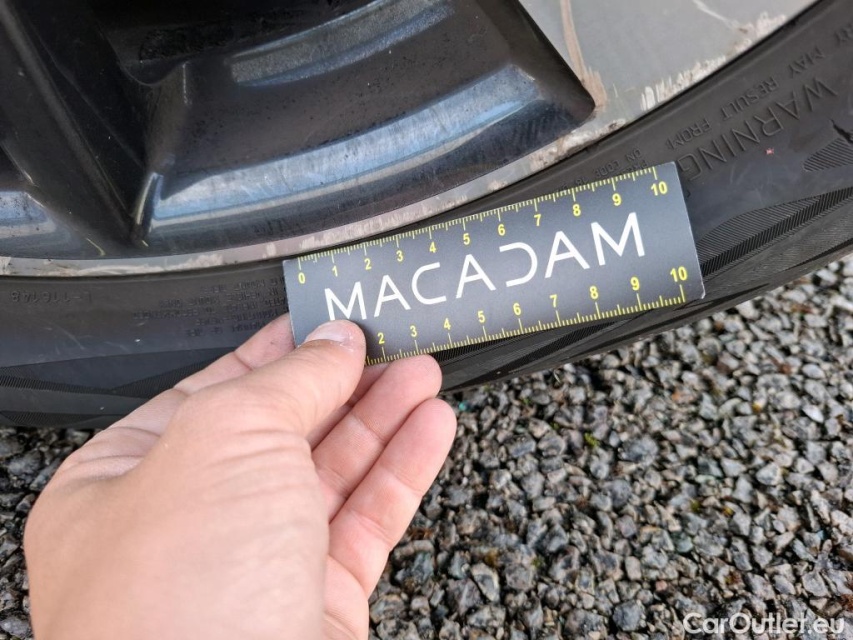 WARNING
MAY RESULT FROM
0 1 2 3 4 5 6 7 8 9 10
MACADAM
2 3 4 5 6 7 8 9 10
CarOutlet.eu